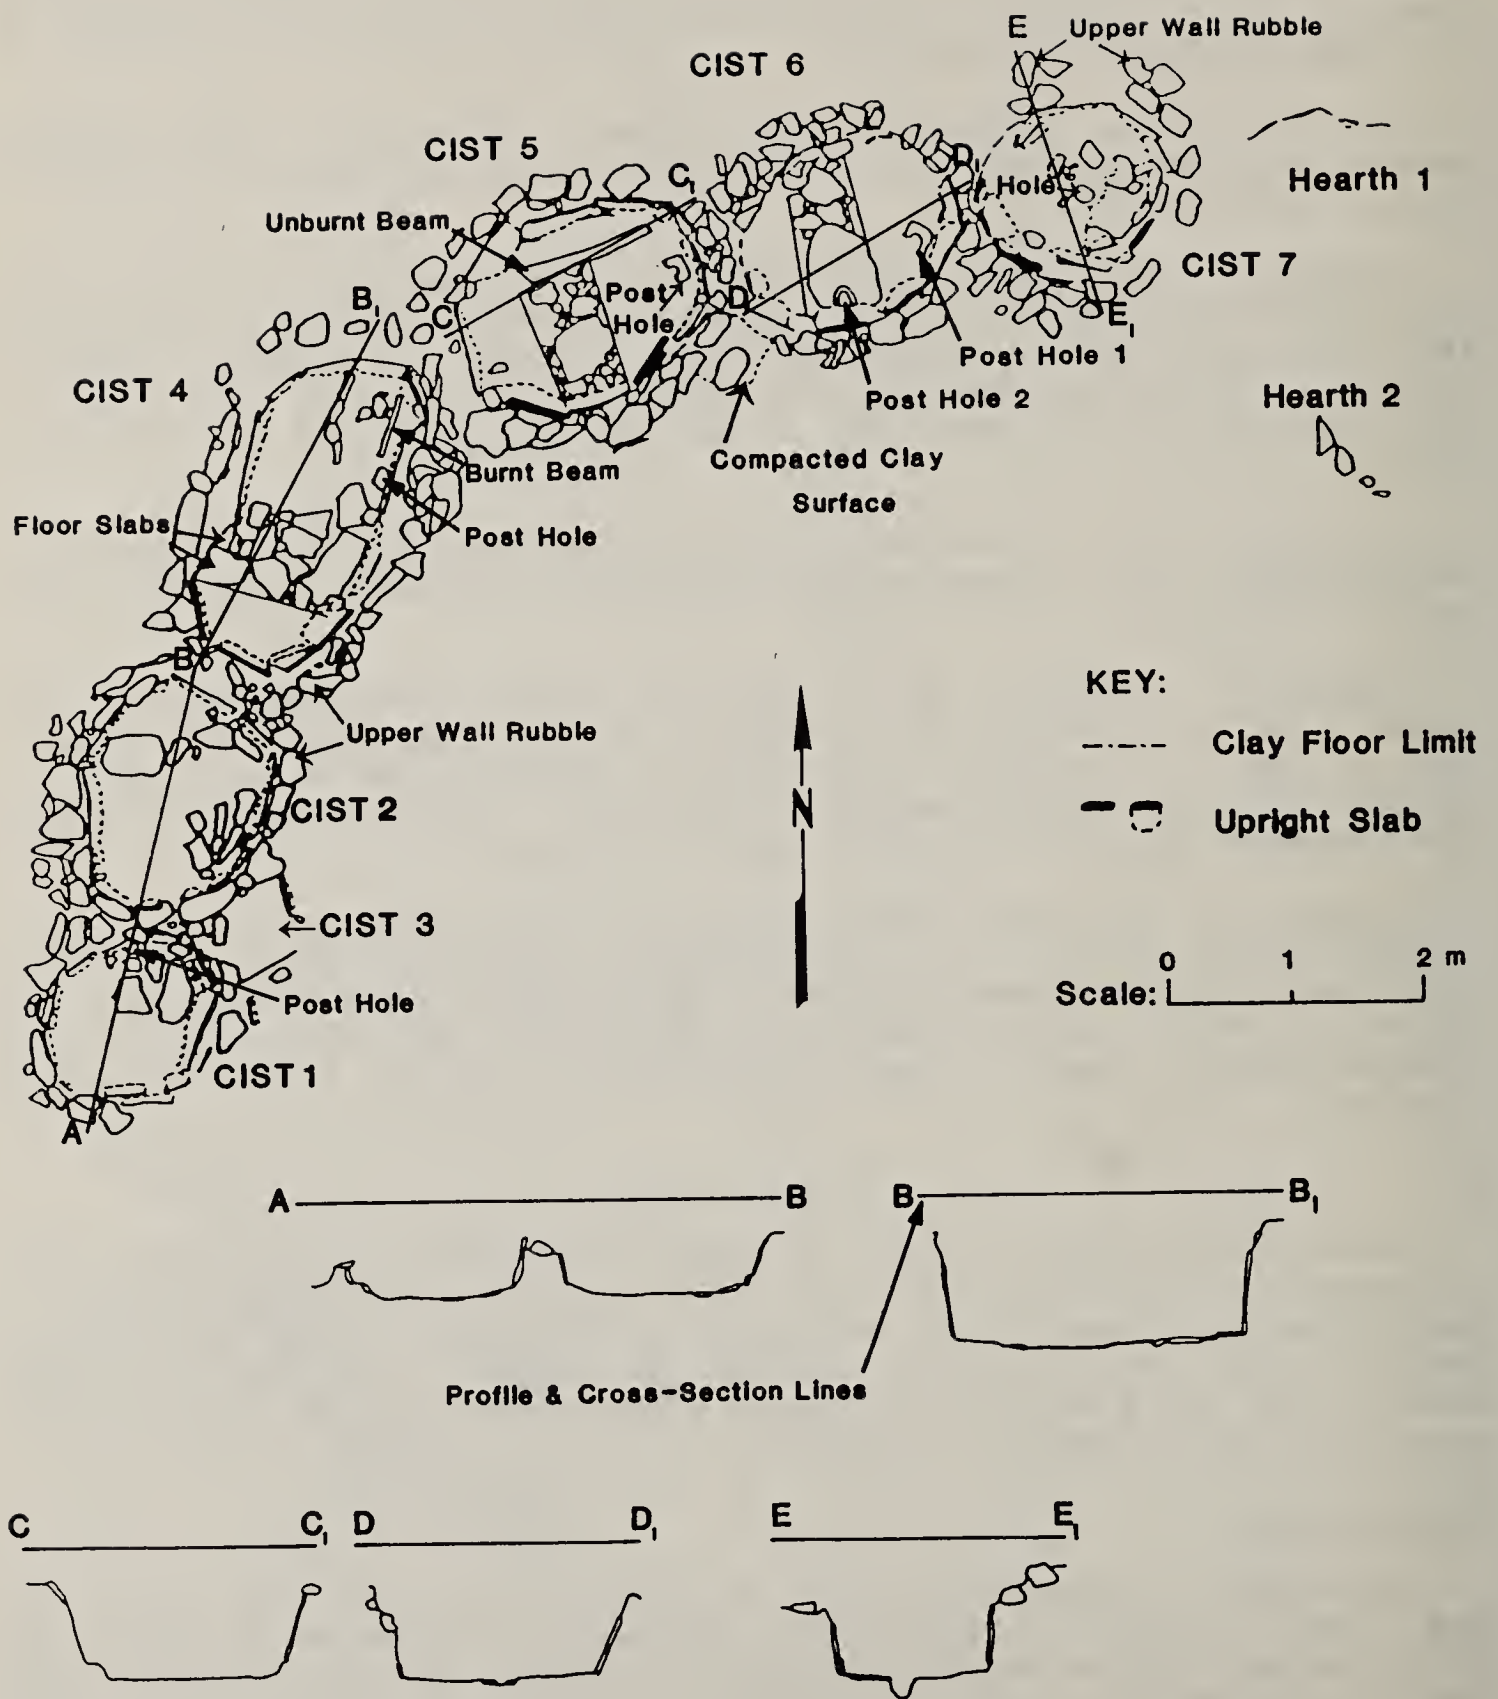 E Upper Wall Rubble
CIST 6
CIST 5
C₁
D₁
Hole
Hearth 1
Unburnt Beam
CIST 7
B₁
C
Post
Hole
D
E₁
Post Hole 1
CIST 4
Post Hole 2
Hearth 2
Burnt Beam
Compacted Clay
Surface
Floor Slabs
Post Hole
B
KEY:
Upper Wall Rubble
Clay Floor Limit
N
CIST 2
Upright Slab
← CIST 3
0 1 2 m
Scale:
Post Hole
CIST 1
A
A B
B B₁
Profile & Cross-Section Lines
C C₁
D D₁
E E₁